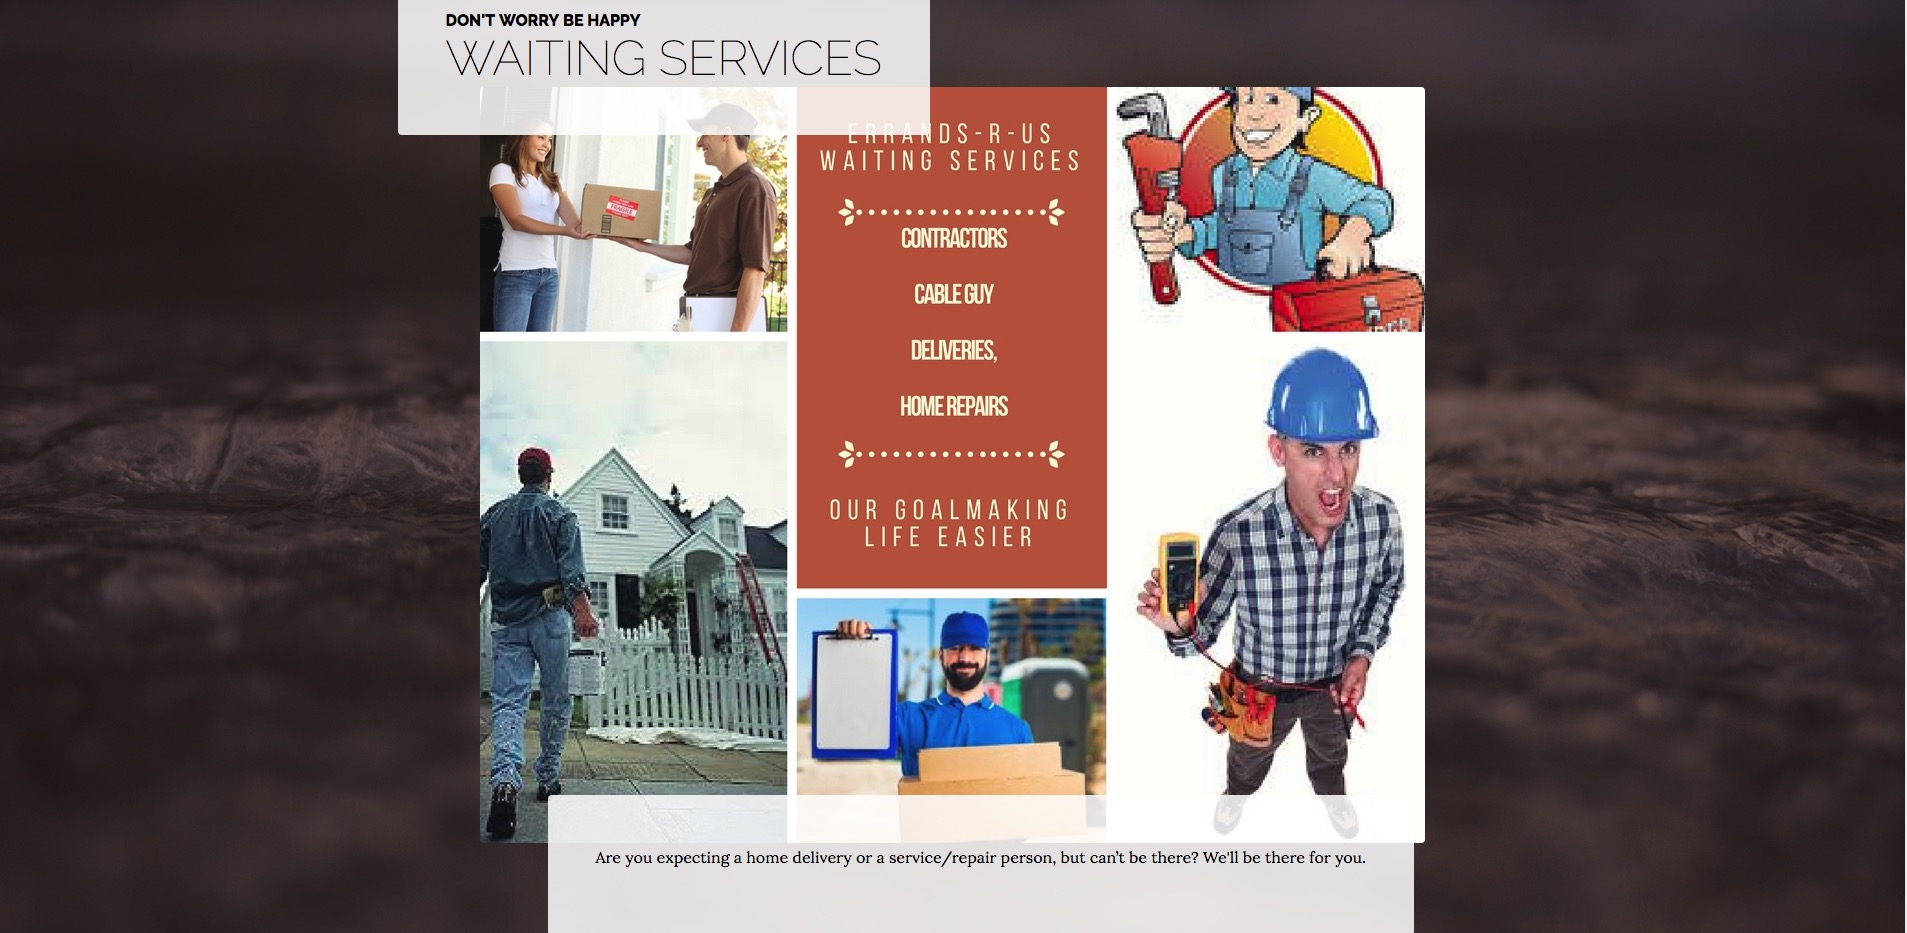 DON'T WORRY BE HAPPY
WAITING SERVICES
ERRANDS-R-US
WAITING SERVICES
CONTRACTORS
CABLE GUY
DELIVERIES,
HOME REPAIRS
OUR GOALMAKING
LIFE EASIER
FRAGILE
Are you expecting a home delivery or a service/repair person, but can't be there? We'll be there for you.